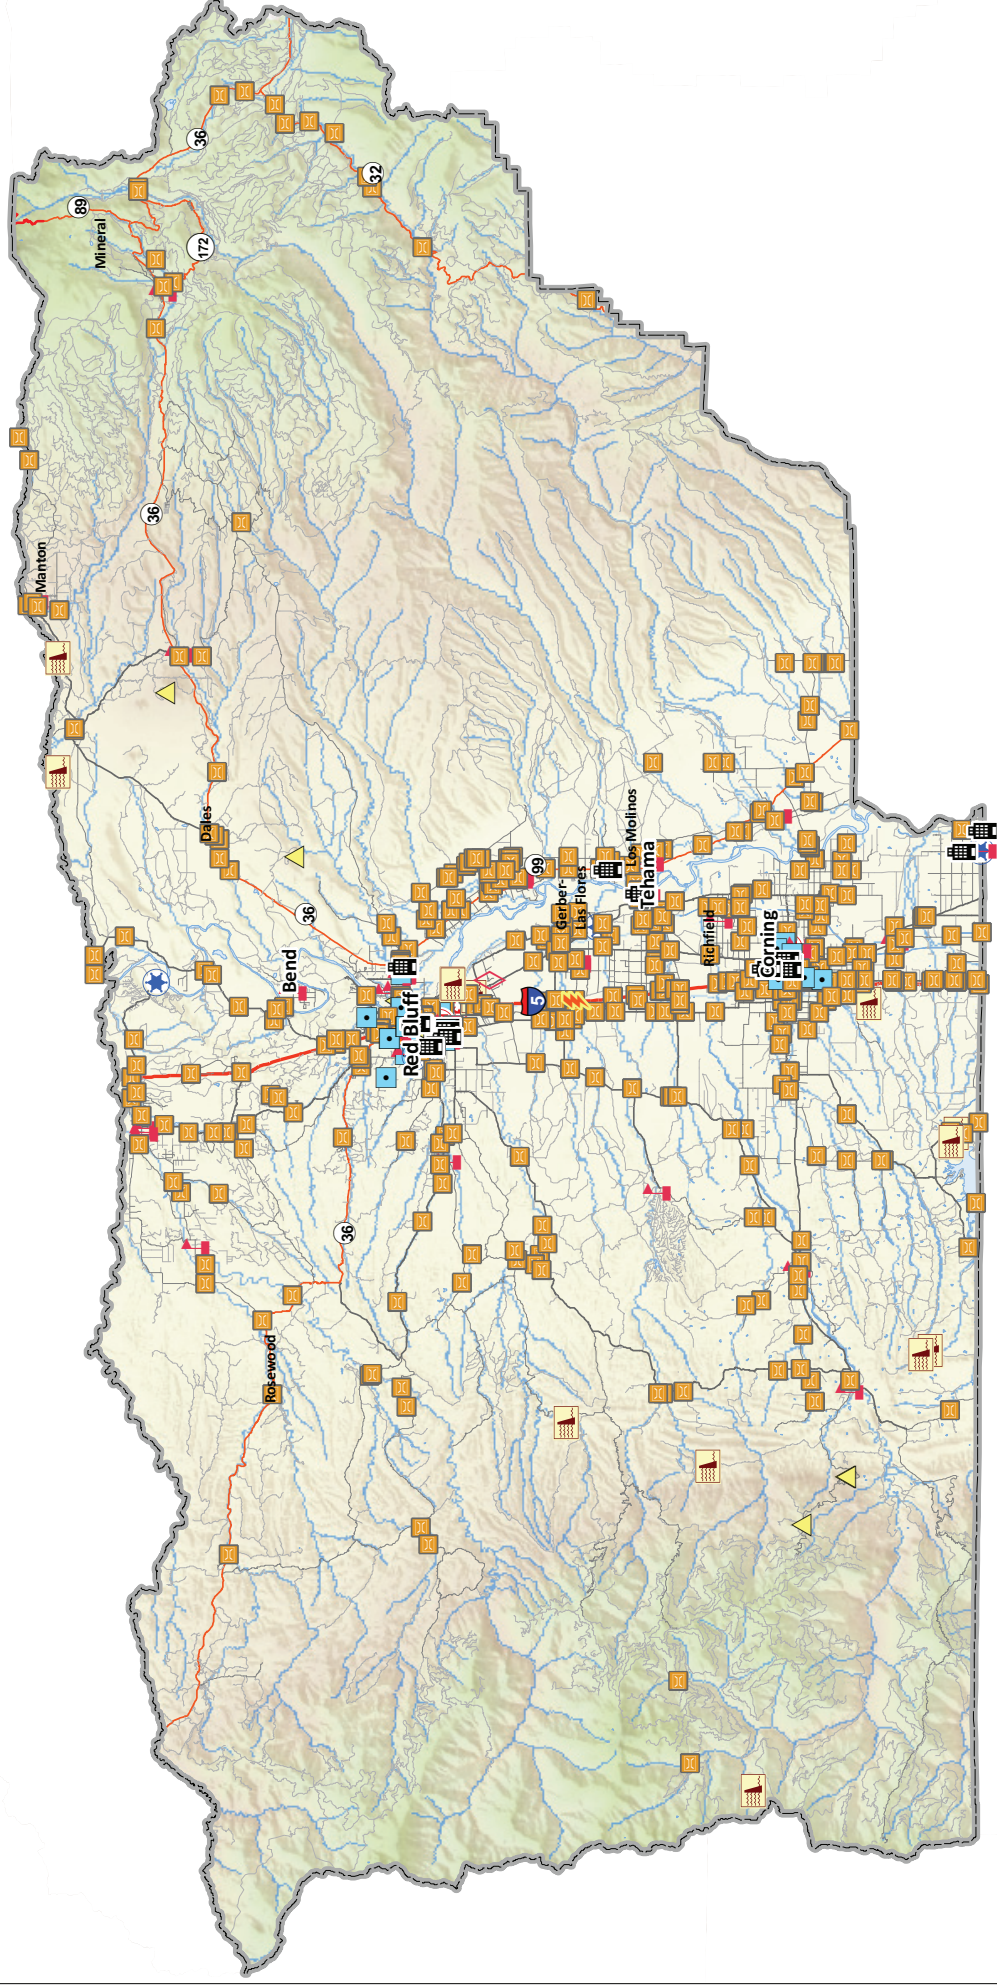 89
36
Mineral
172
32
36
Manton
Dales
36
99
Los Molinos
Tehama
Gerber-
Las Flores
Richfield
Corning
Bend
Red Bluff
5
36
Rosewood